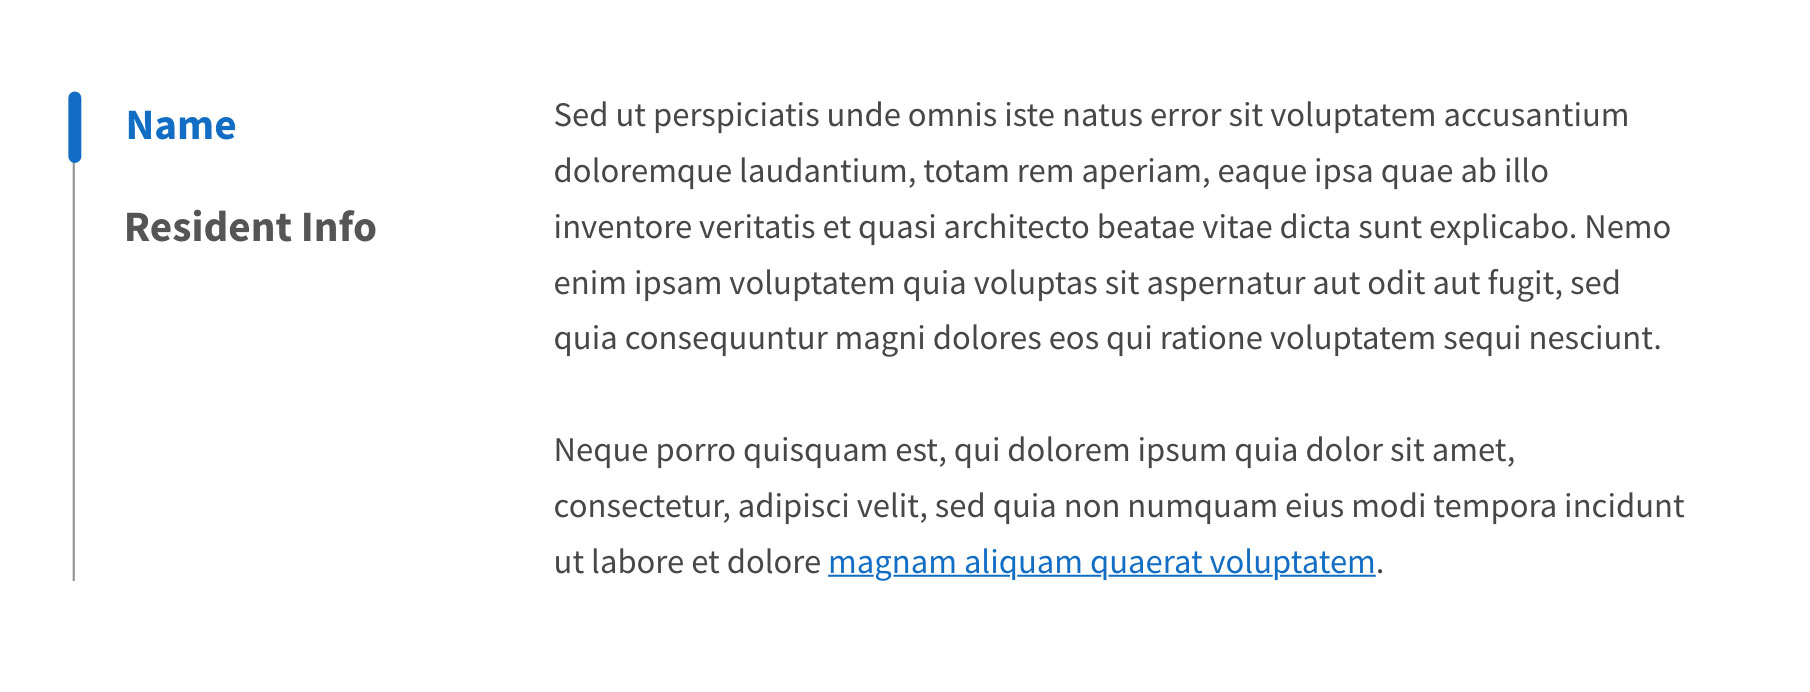 Name
Resident Info
Sed ut perspiciatis unde omnis iste natus error sit voluptatem accusantium
doloremque laudantium, totam rem aperiam, eaque ipsa quae ab illo
inventore veritatis et quasi architecto beatae vitae dicta sunt explicabo. Nemo
enim ipsam voluptatem quia voluptas sit aspernatur aut odit aut fugit, sed
quia consequuntur magni dolores eos qui ratione voluptatem sequi nesciunt.
Neque porro quisquam est, qui dolorem ipsum quia dolor sit amet,
consectetur, adipisci velit, sed quia non numquam eius modi tempora incidunt
ut labore et dolore magnam aliquam quaerat voluptatem.